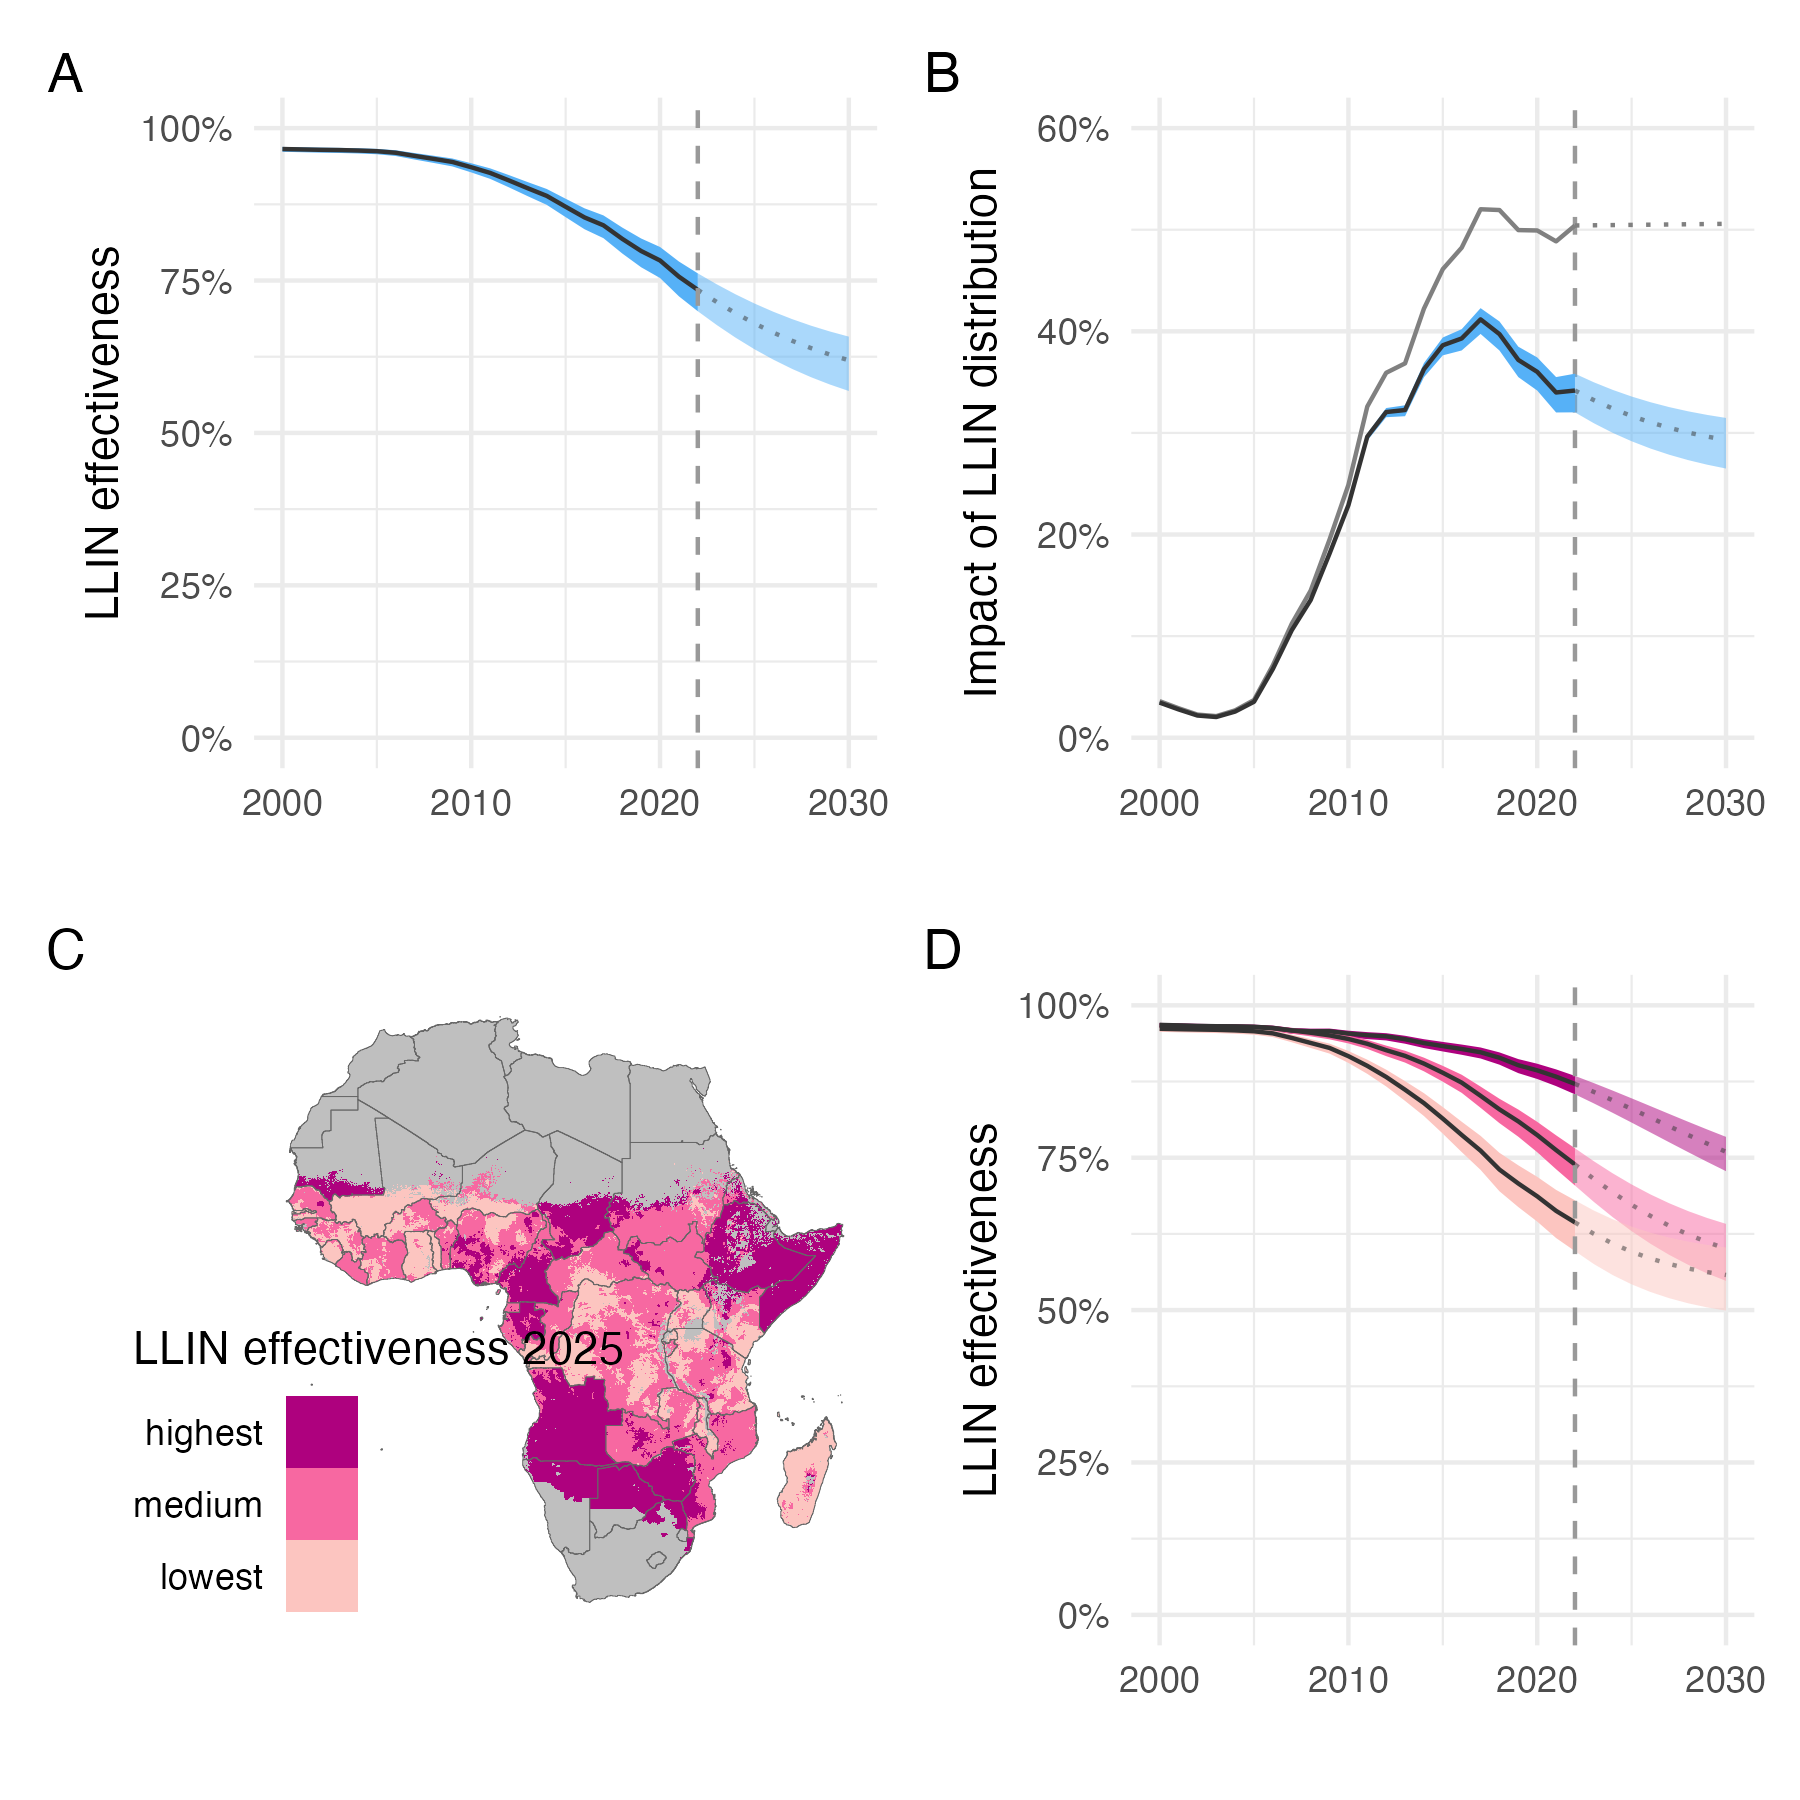 A
LLIN effectiveness
100%
75%
50%
25%
0%
2000 2010 2020 2030
B
Impact of LLIN distribution
60%
40%
20%
0%
2000 2010 2020 2030
C
LLIN effectiveness 2025
highest
medium
lowest
D
LLIN effectiveness
100%
75%
50%
25%
0%
2000 2010 2020 2030